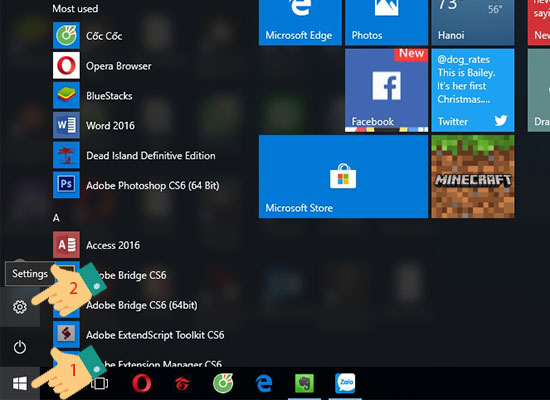 Most used
Cốc Cốc
Opera Browser
BlueStacks
Word 2016
Dead Island Definitive Edition
Adobe Photoshop CS6 (64 Bit)
A
Access 2016
Adobe Bridge CS6
Adobe Bridge CS6 (64bit)
Adobe ExtendScript Toolkit CS6
Adobe Extension Manager CS6
Settings
2
1
Microsoft Edge
Photos
73°
56°
Hanoi
New
Facebook
@dog_rates
This is Bailey.
It's her first
Christmas....
Twitter
Microsoft Store
MINECRAFT
Zalo